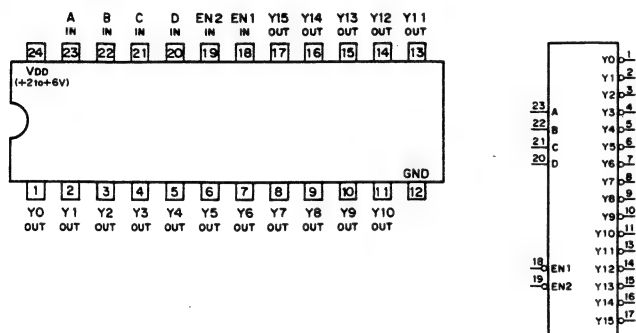 A B C D EN2 EN1 Y15 Y14 Y13 Y12 Y11
IN IN IN IN IN IN OUT OUT OUT OUT OUT
24 23 22 21 20 19 18 17 16 15 14 13
VDD
(+2 to +6V)
GND
1 2 3 4 5 6 7 8 9 10 11 12
Y0 Y1 Y2 Y3 Y4 Y5 Y6 Y7 Y8 Y9 Y10
OUT OUT OUT OUT OUT OUT OUT OUT OUT OUT OUT
Y0 1
Y1 2
Y2 3
23 A Y3 4
22 B Y4 5
21 C Y5 6
20 D Y6 7
Y7 8
Y8 9
Y9 10
Y10 11
Y11 13
18 EN1 Y12 14
19 EN2 Y13 15
Y14 16
Y15 17